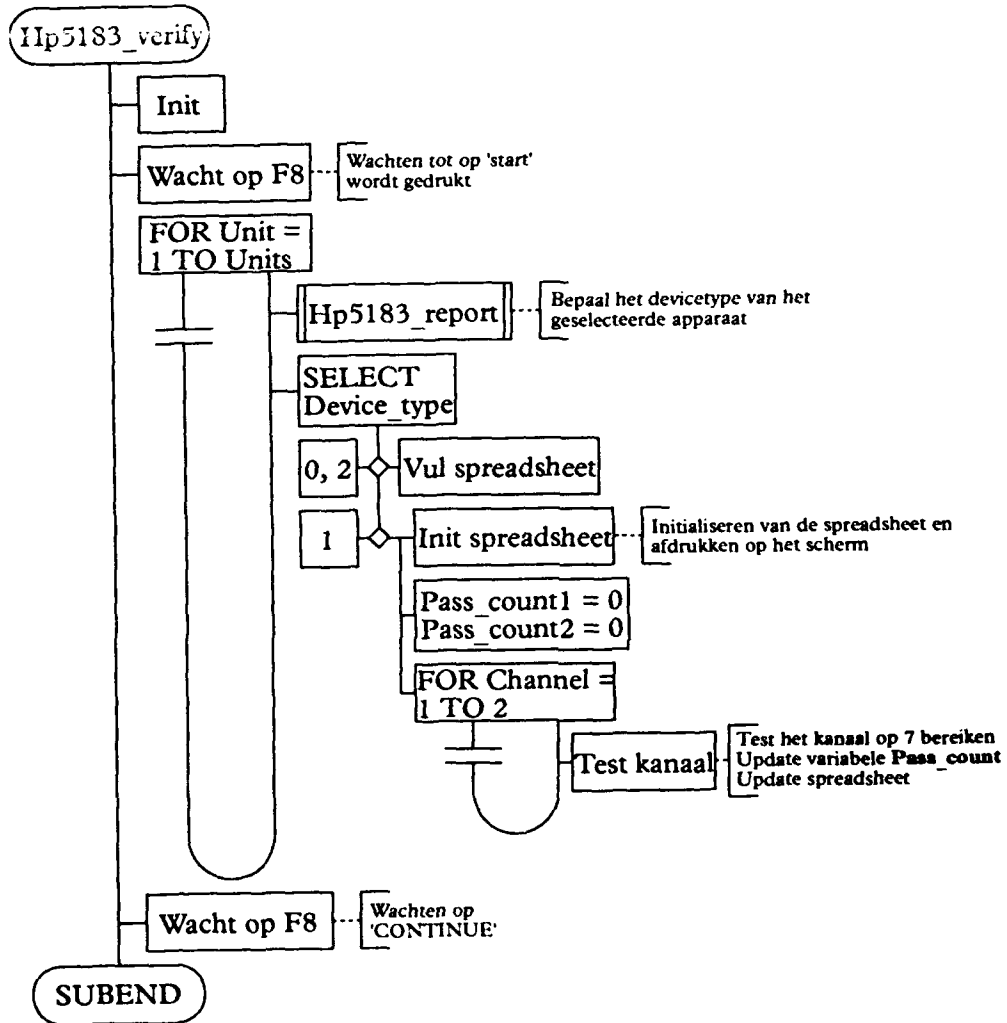 Hp5183_verify
Init
Wacht op F8
Wachten tot op 'start'
wordt gedrukt
FOR Unit =
1 TO Units
Hp5183_report
Bepaal het devicetype van het
geselecteerde apparaat
SELECT
Device_type
0, 2
Vul spreadsheet
1
Init spreadsheet
Initialiseren van de spreadsheet en
afdrukken op het scherm
Pass_count1 = 0
Pass_count2 = 0
FOR Channel =
1 TO 2
Test kanaal
Test het kanaal op 7 bereiken
Update variabele Pass_count
Update spreadsheet
Wacht op F8
Wachten op
'CONTINUE'
SUBEND